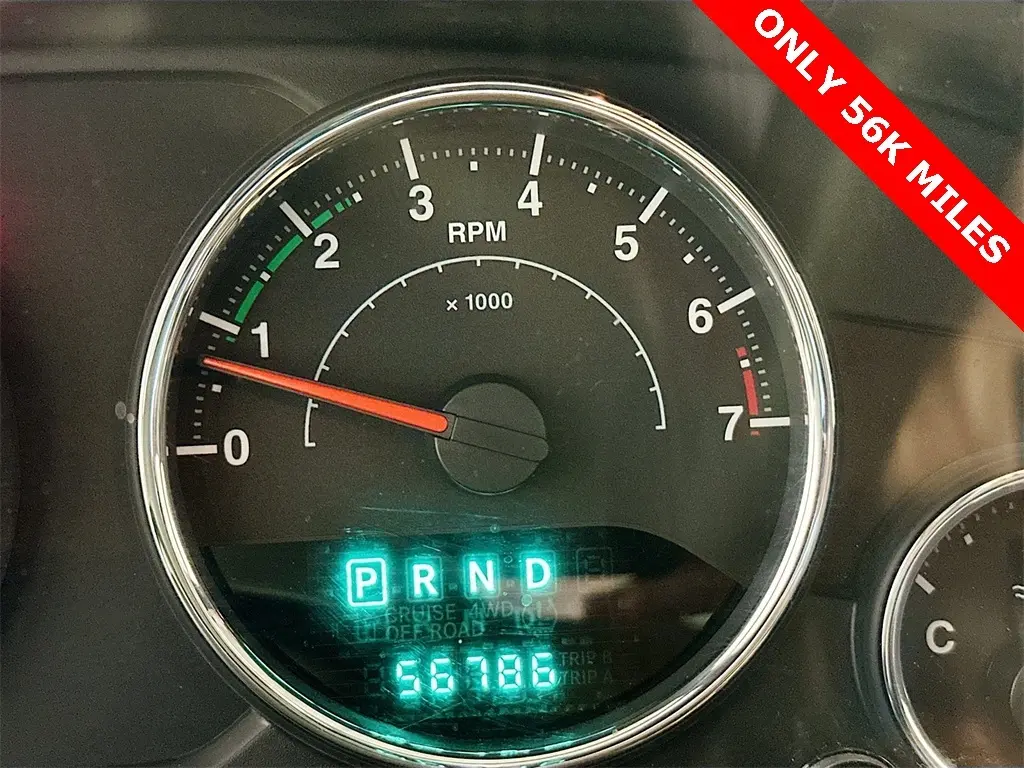 ONLY 56K MILES
0
1
2
3
4
5
6
7
RPM
x 1000
P R N D
CRUISE 4WD
OFF ROAD
56786
TRIP B
TRIP A
C